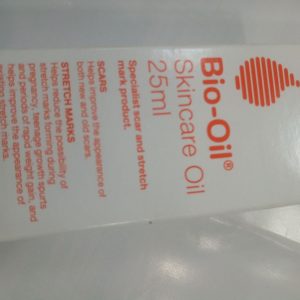 Bio-Oil®
Skincare Oil
25ml
Specialist scar and stretch
mark product.
SCARS
Helps improve the appearance of
both new and old scars.
STRETCH MARKS
Helps reduce the possibility of
stretch marks forming during
pregnancy, teenage growth spurts
and periods of rapid weight gain, and
helps improve the appearance of
existing stretch marks.